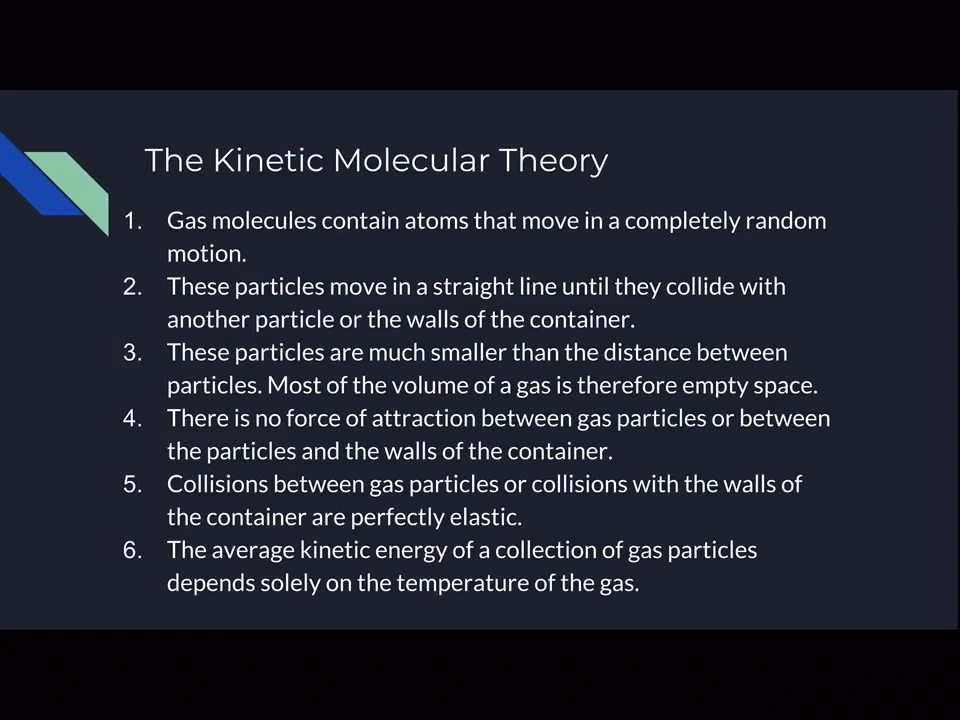 The Kinetic Molecular Theory
1. Gas molecules contain atoms that move in a completely random
motion.
2. These particles move in a straight line until they collide with
another particle or the walls of the container.
3. These particles are much smaller than the distance between
particles. Most of the volume of a gas is therefore empty space.
4. There is no force of attraction between gas particles or between
the particles and the walls of the container.
5. Collisions between gas particles or collisions with the walls of
the container are perfectly elastic.
6. The average kinetic energy of a collection of gas particles
depends solely on the temperature of the gas.